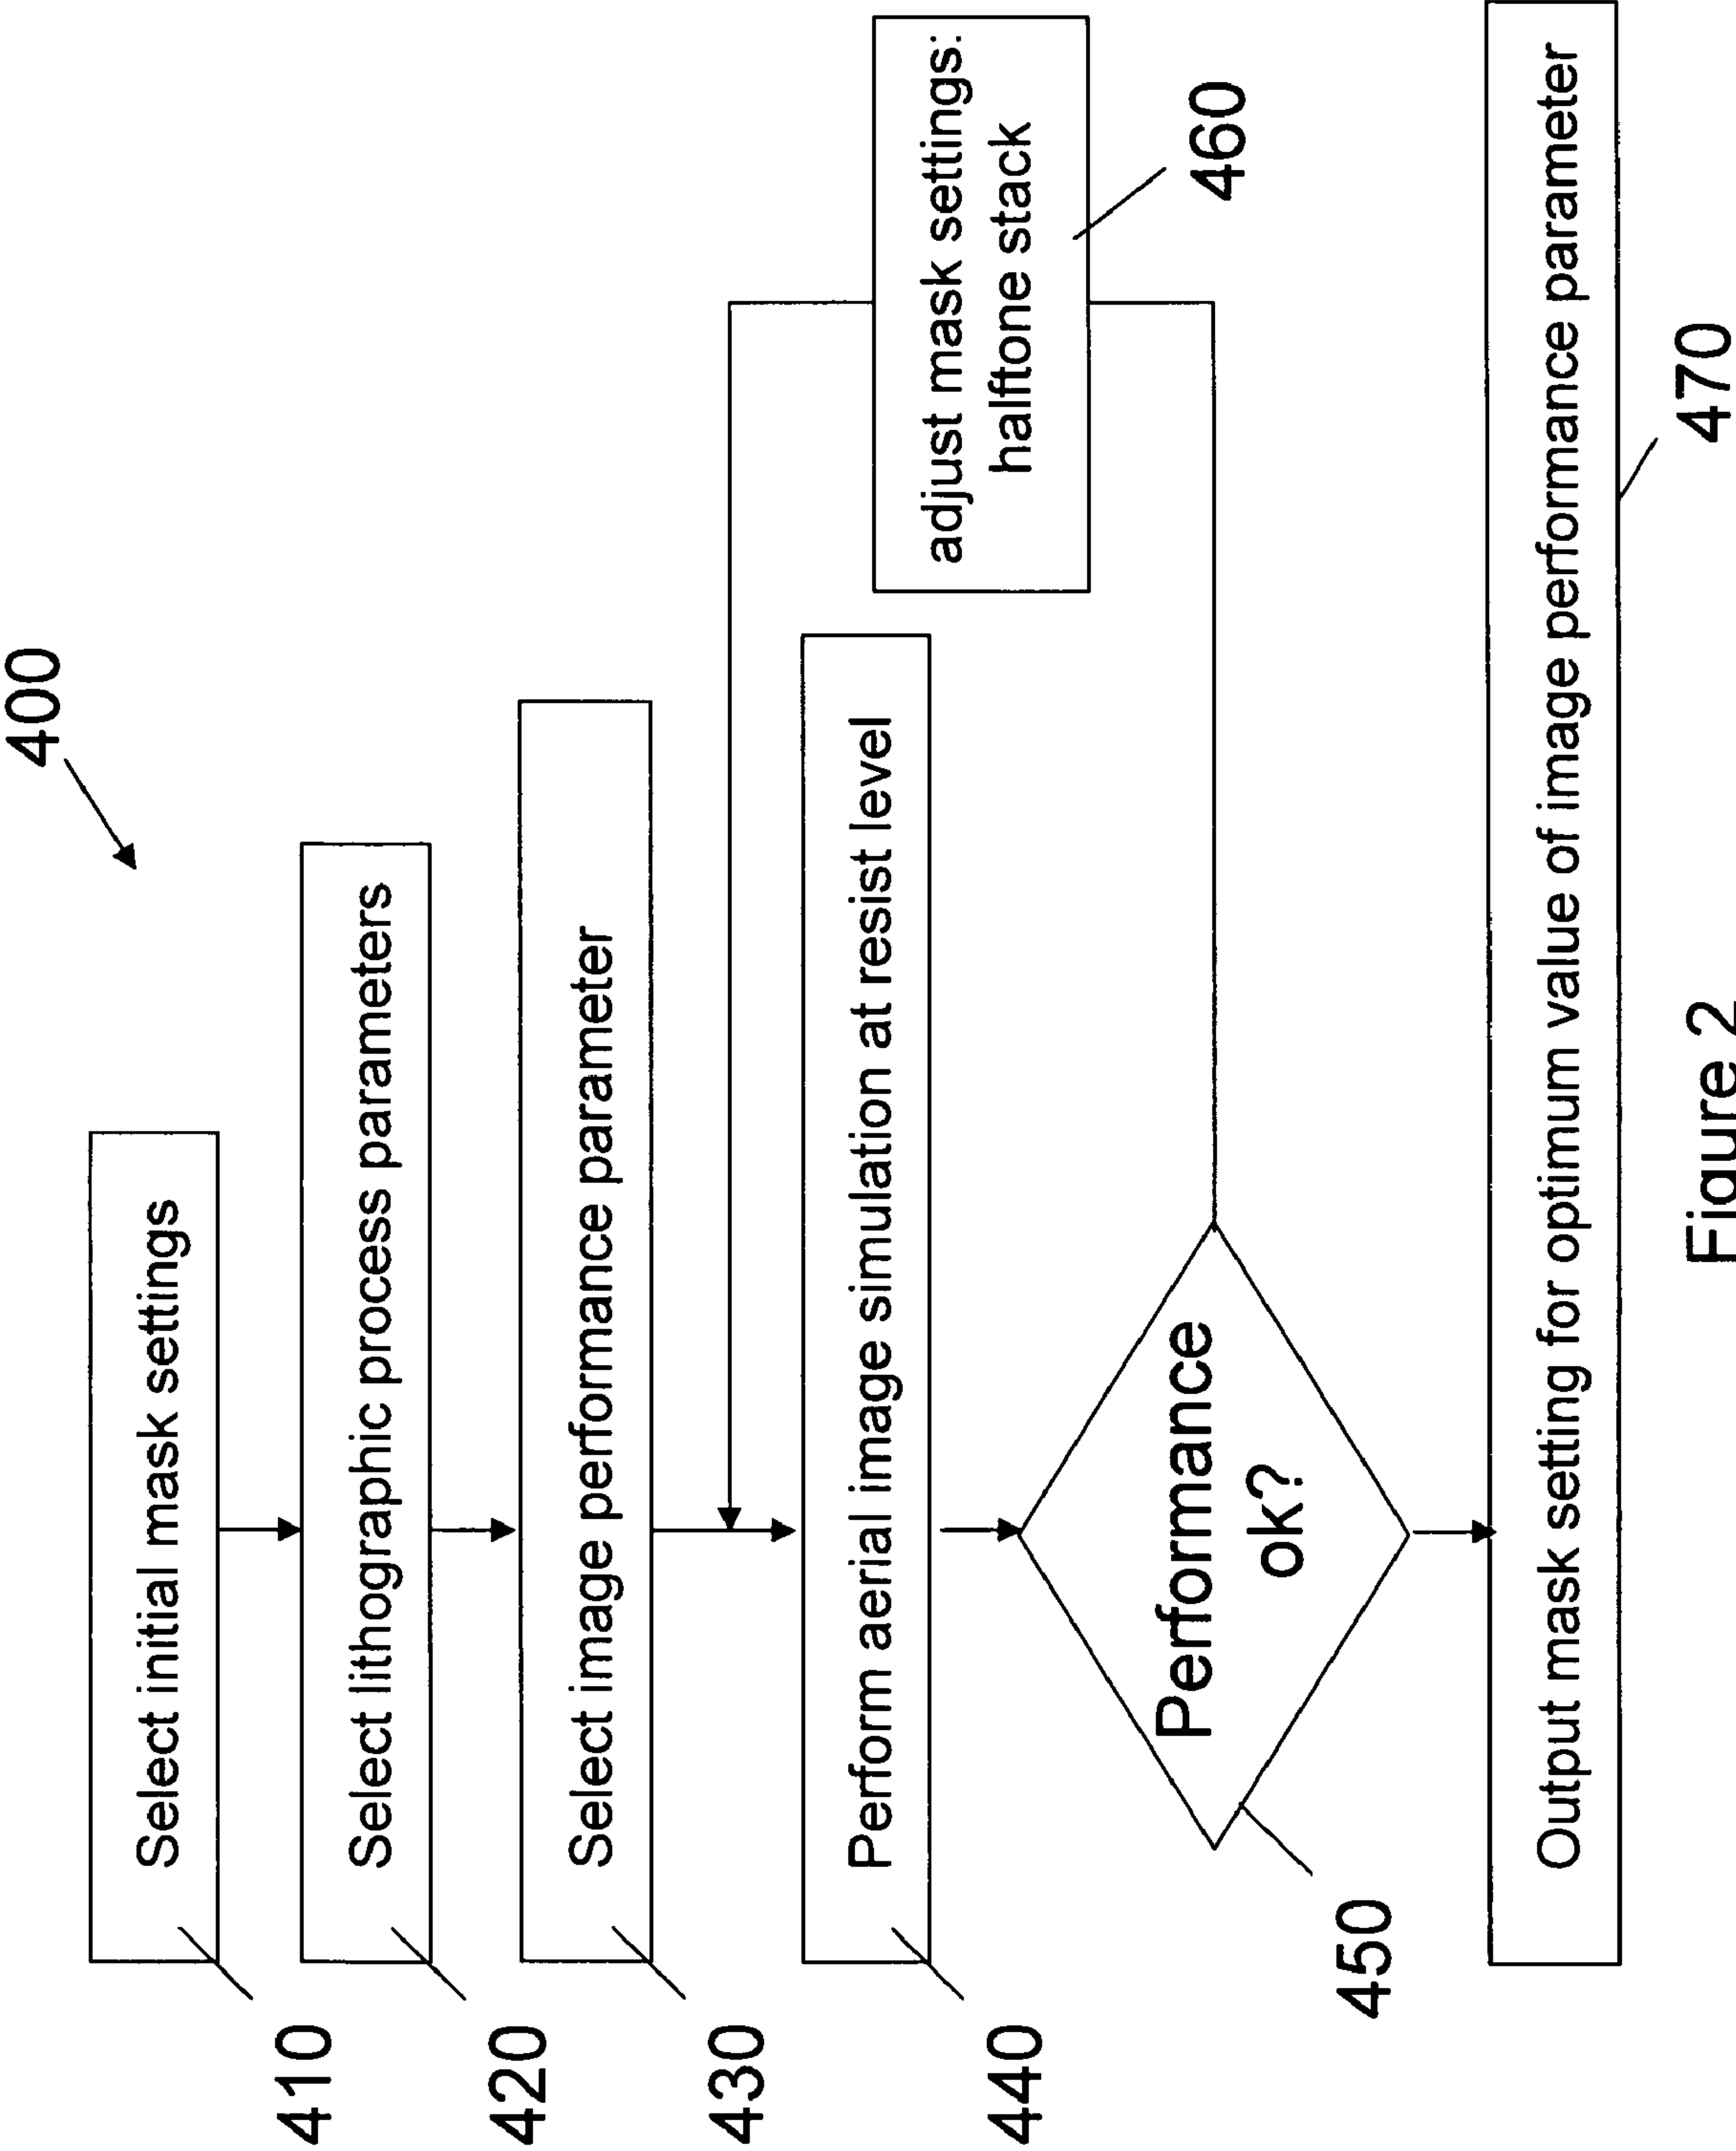 400
Select initial mask settings
410
Select lithographic process parameters
420
Select image performance parameter
430
Perform aerial image simulation at resist level
440
adjust mask settings:
halftone stack
460
Performance
ok?
450
Output mask setting for optimum value of image performance parameter
470
Figure 2